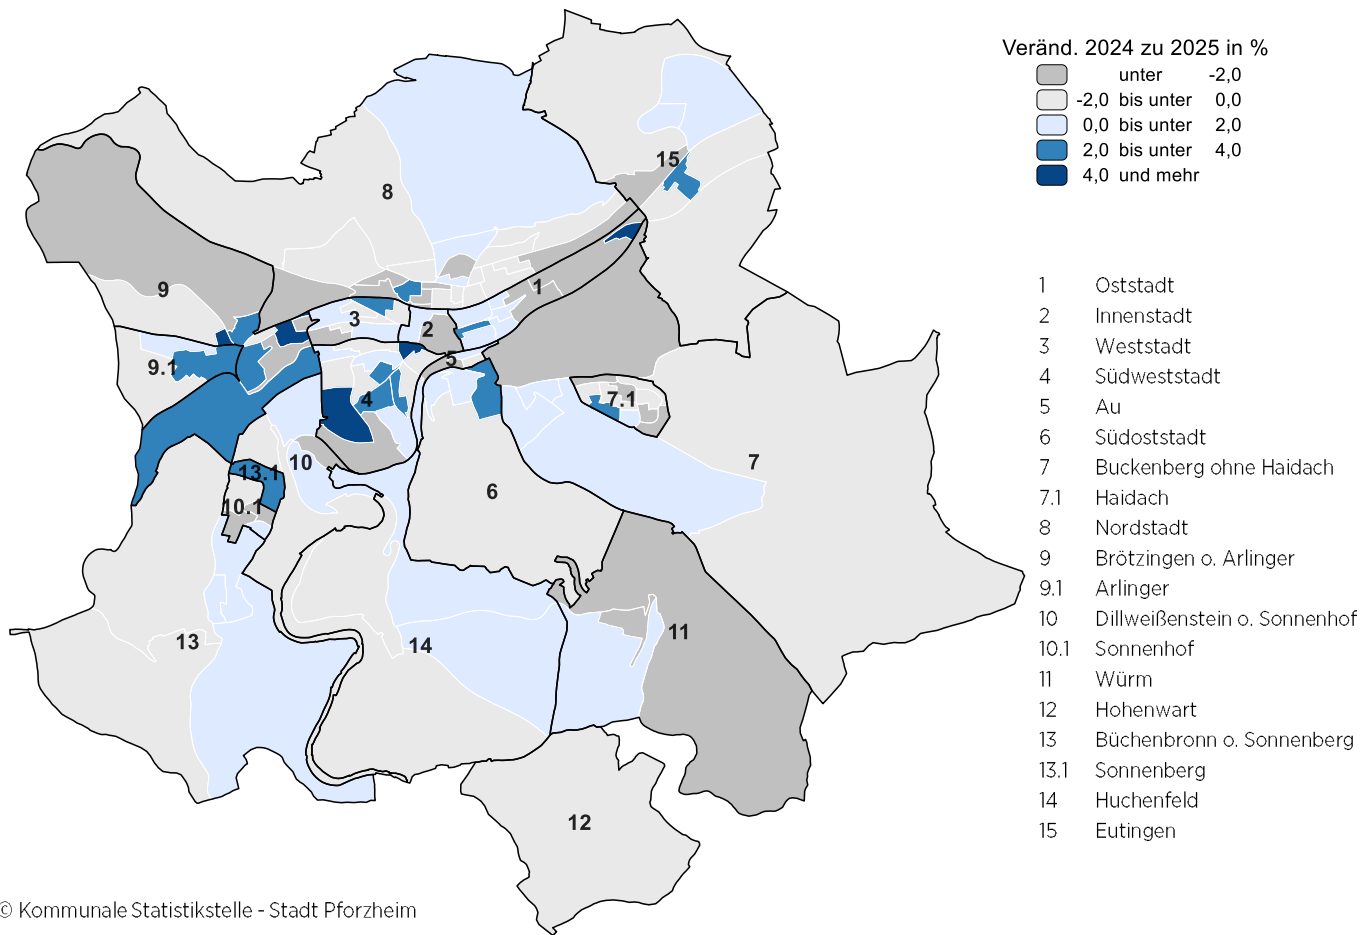 Veränd. 2024 zu 2025 in %
unter -2,0
-2,0 bis unter 0,0
0,0 bis unter 2,0
2,0 bis unter 4,0
4,0 und mehr
15
8
9
1
3
2
5
9.1
4
7.1
10
13.1
7
6
10.1
11
13
14
12
1 Oststadt
2 Innenstadt
3 Weststadt
4 Südweststadt
5 Au
6 Südoststadt
7 Buckenberg ohne Haidach
7.1 Haidach
8 Nordstadt
9 Brötzingen o. Arlinger
9.1 Arlinger
10 Dillweißenstein o. Sonnenhof
10.1 Sonnenhof
11 Würm
12 Hohenwart
13 Büchenbronn o. Sonnenberg
13.1 Sonnenberg
14 Huchenfeld
15 Eutingen
© Kommunale Statistikstelle - Stadt Pforzheim